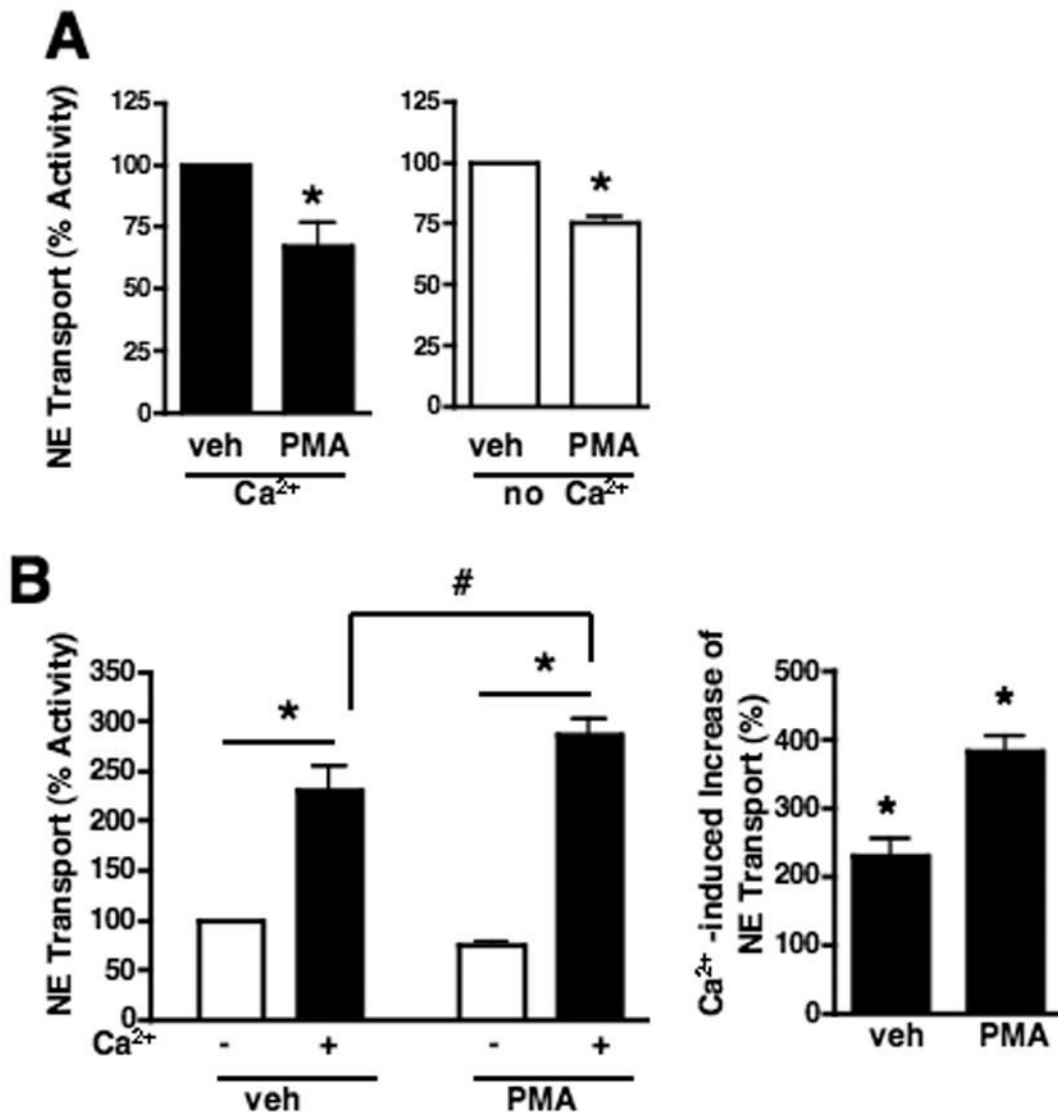 A
NE Transport (% Activity)
125
100
75
50
25
0
*
veh PMA
Ca²⁺
125
100
75
50
25
0
*
veh PMA
no Ca²⁺
B
NE Transport (% Activity)
350
300
250
200
150
100
50
0
#
*
*
Ca²⁺ - + - +
veh PMA
Ca²⁺ -induced Increase of
NE Transport (%)
500
400
300
200
100
0
*
*
veh PMA